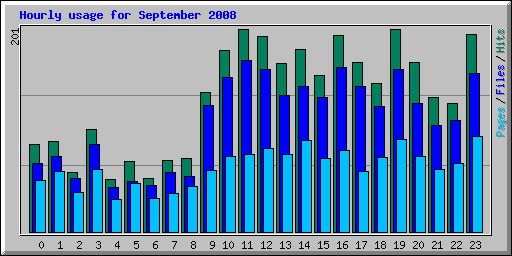 Hourly usage for September 2008
201
Pages / Files / Hits
0 1 2 3 4 5 6 7 8 9 10 11 12 13 14 15 16 17 18 19 20 21 22 23